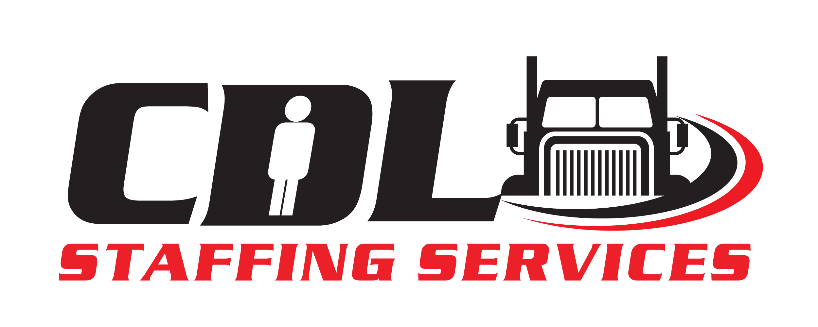 CDL
STAFFING SERVICES